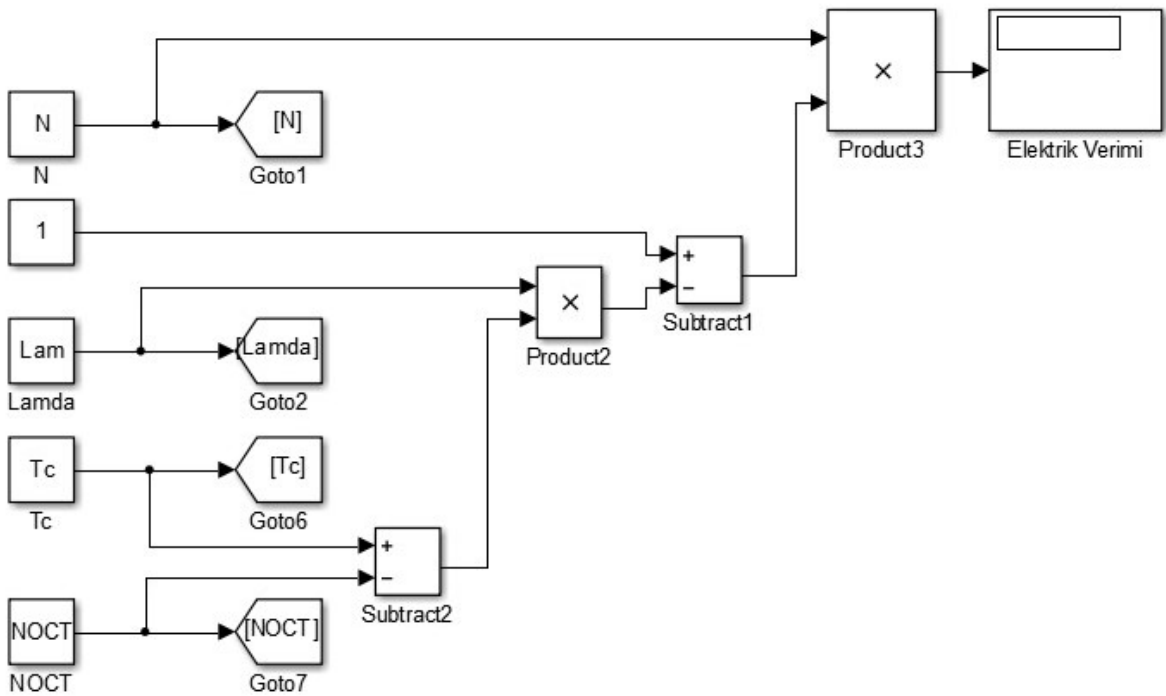 N
N
[N]
Goto1
×
Product3
Elektrik Verimi
1
+
−
Subtract1
×
Product2
Lam
Lamda
[Lamda]
Goto2
Tc
Tc
[Tc]
Goto6
+
−
Subtract2
NOCT
NOCT
[NOCT]
Goto7